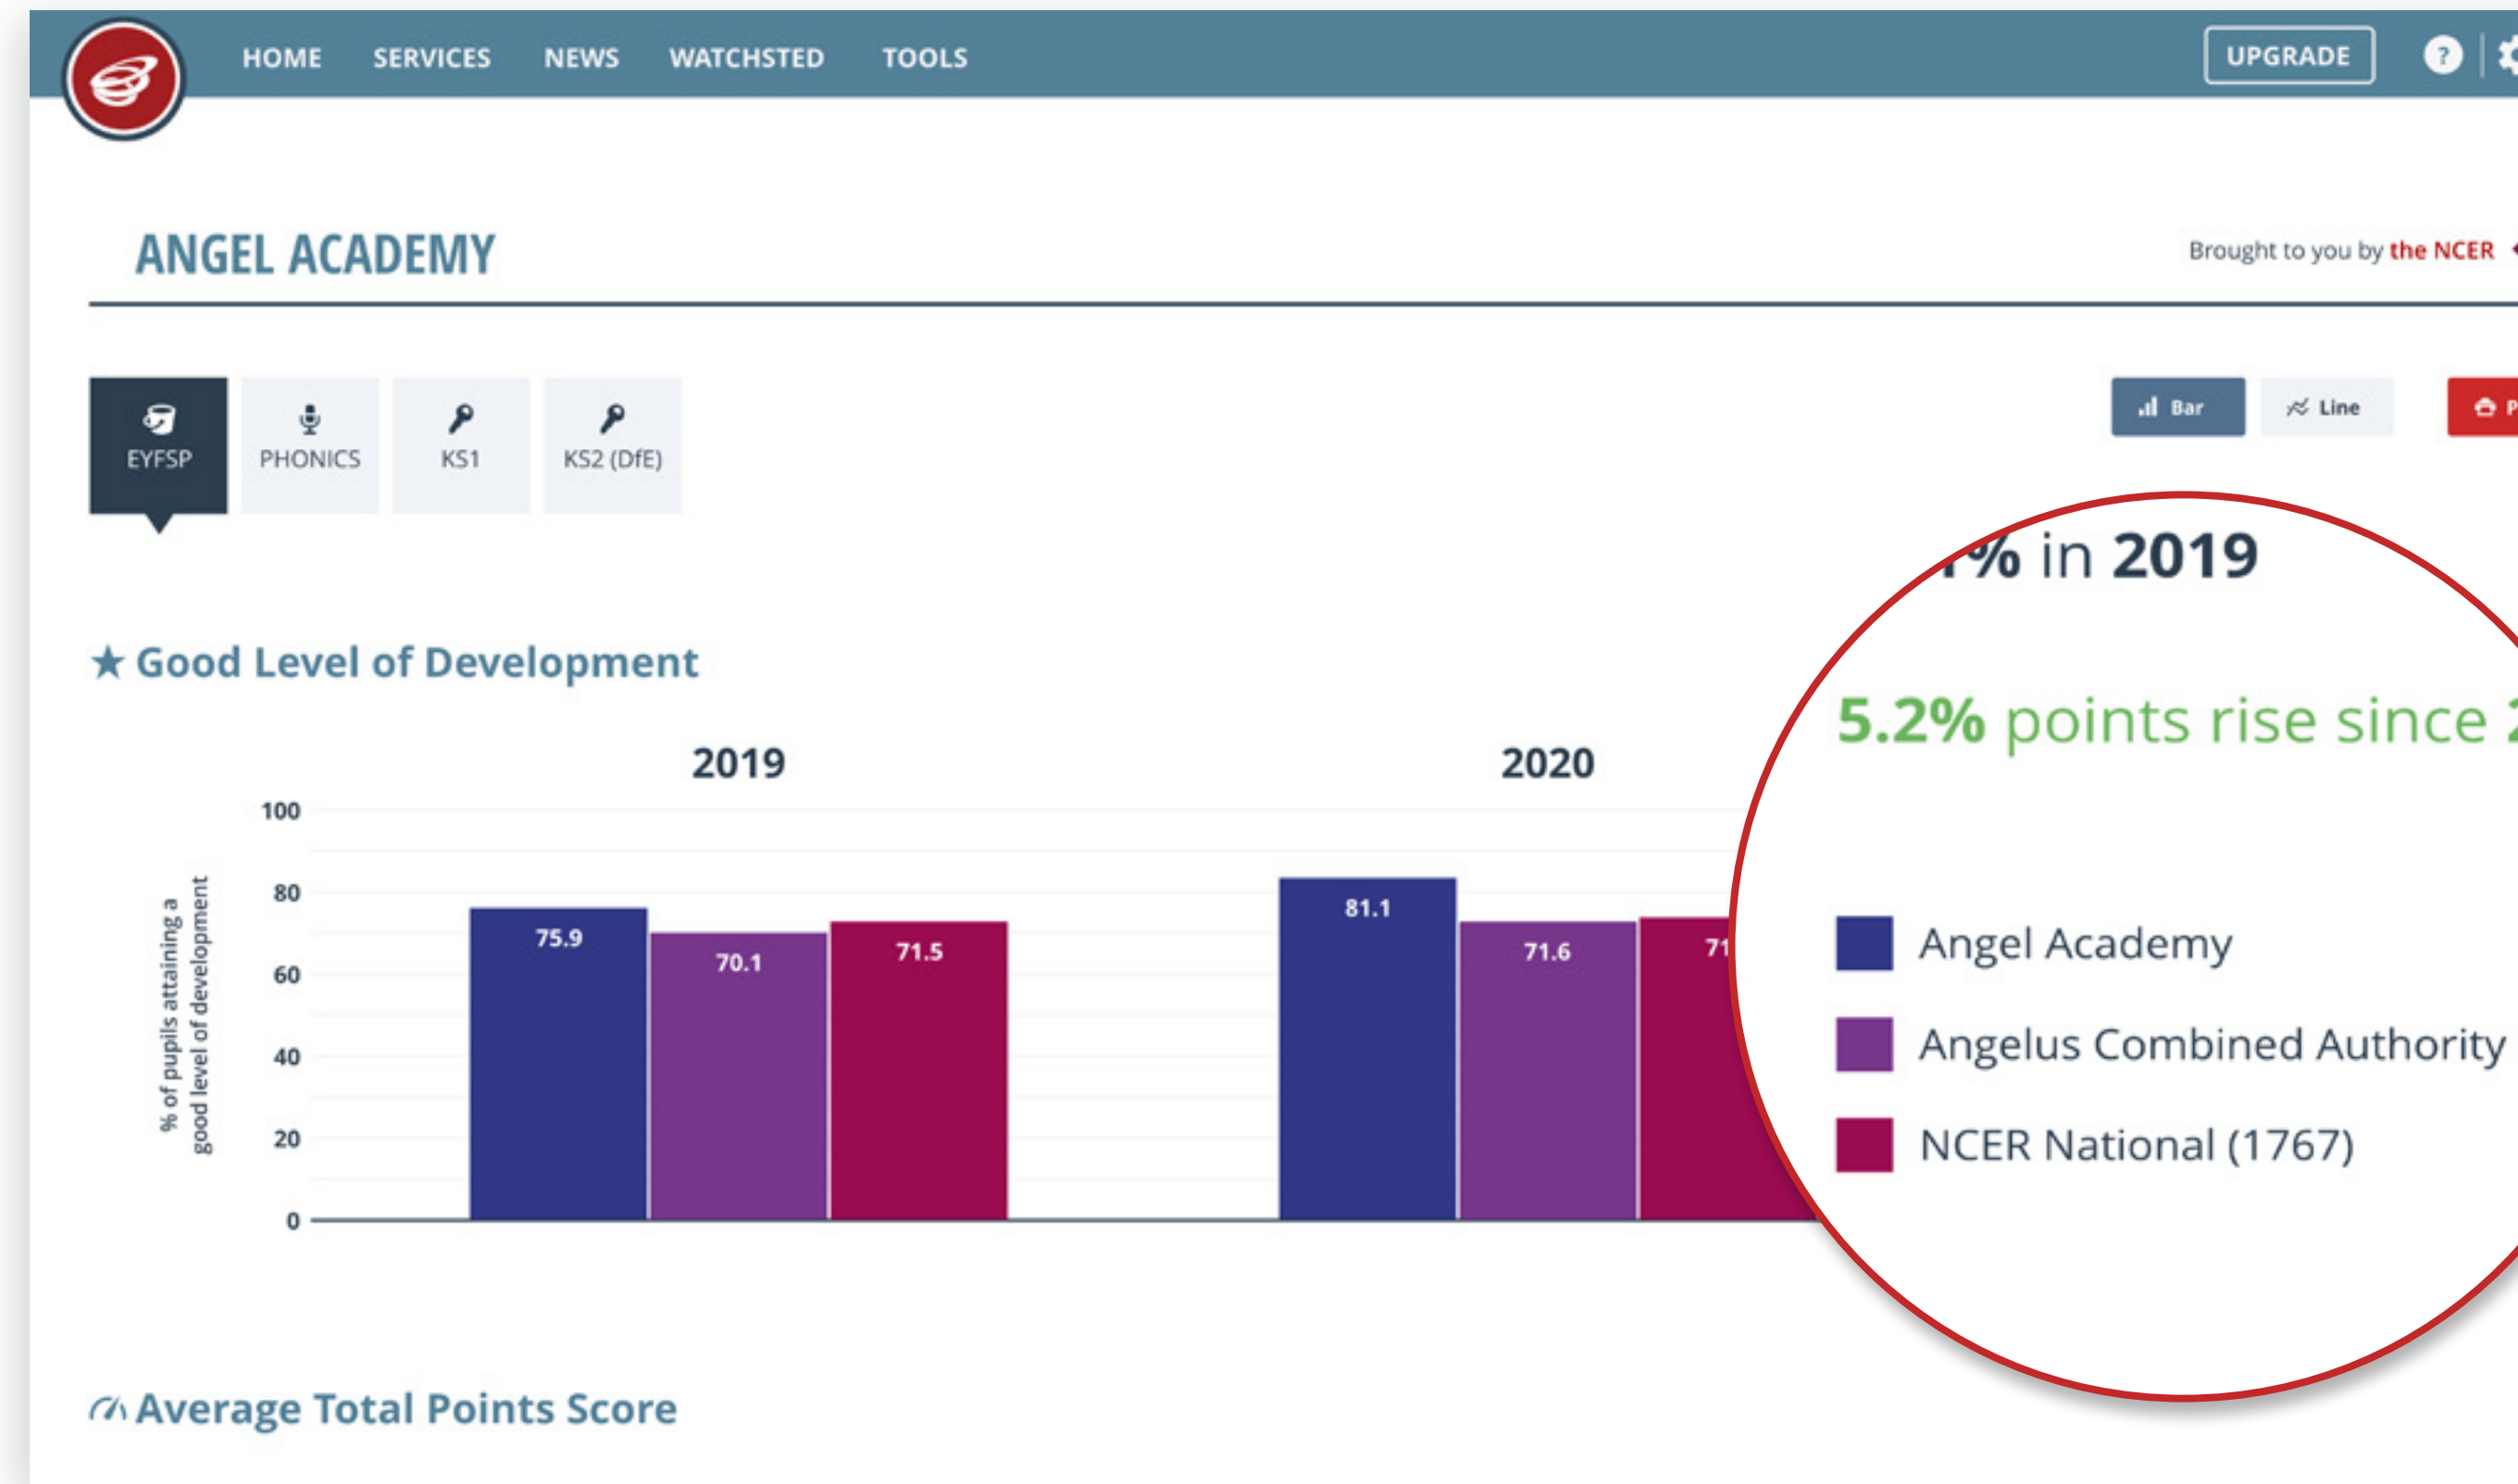 HOME SERVICES NEWS WATCHSTED TOOLS UPGRADE ?
ANGEL ACADEMY
Brought to you by the NCER
EYFSP PHONICS KS1 KS2 (DfE)
Bar Line P
% in 2019
5.2% points rise since 2
Good Level of Development
2019 2020
100
80
60
40
20
0
% of pupils attaining a
good level of development
75.9 70.1 71.5
81.1 71.6 71
Angel Academy
Angelus Combined Authority
NCER National (1767)
Average Total Points Score